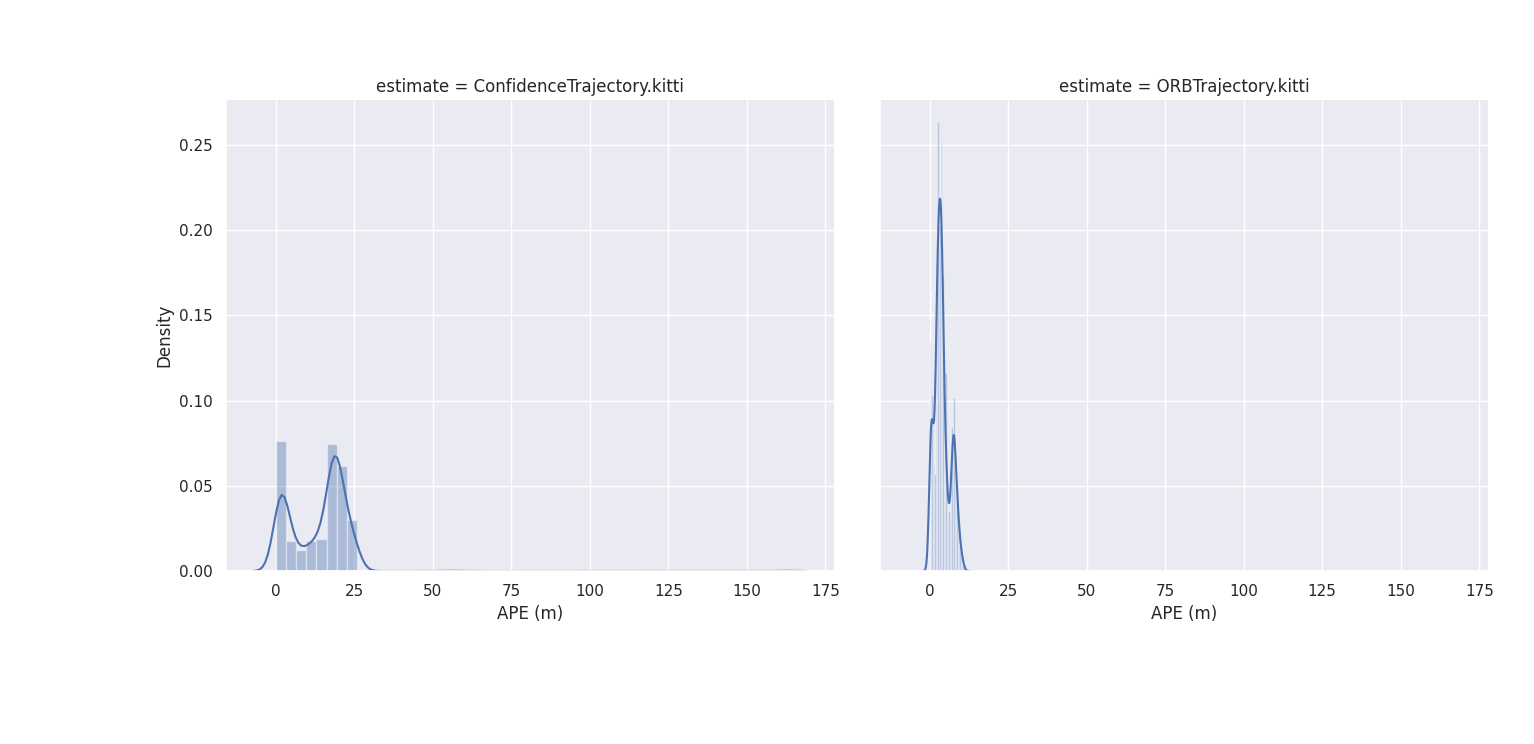 estimate = ConfidenceTrajectory.kitti
estimate = ORBTrajectory.kitti
0.25
0.20
0.15
0.10
0.05
0.00
Density
0 25 50 75 100 125 150 175
0 25 50 75 100 125 150 175
APE (m)
APE (m)